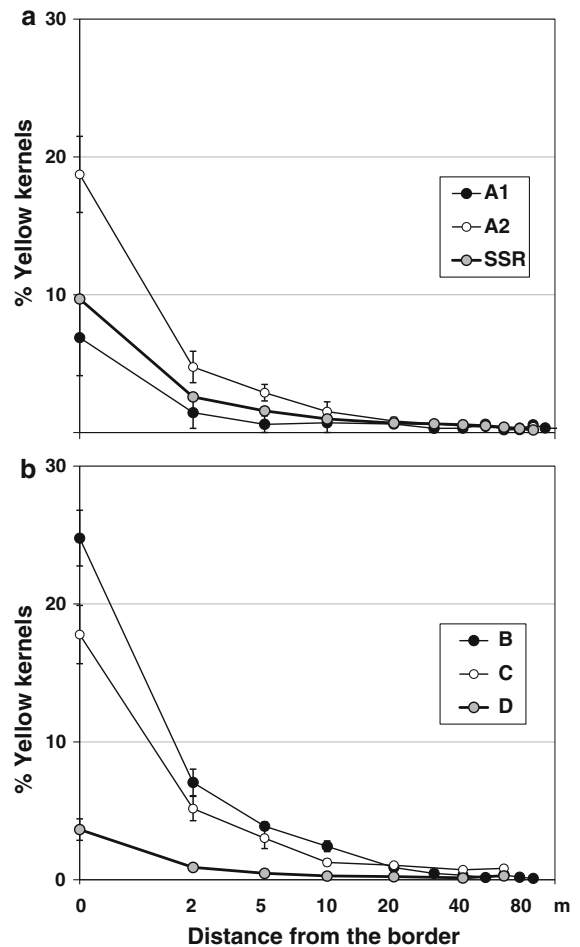 a
30
20
10
% Yellow kernels
A1
A2
SSR
b
30
20
10
0
% Yellow kernels
B
C
D
0 2 5 10 20 40 80 m
Distance from the border